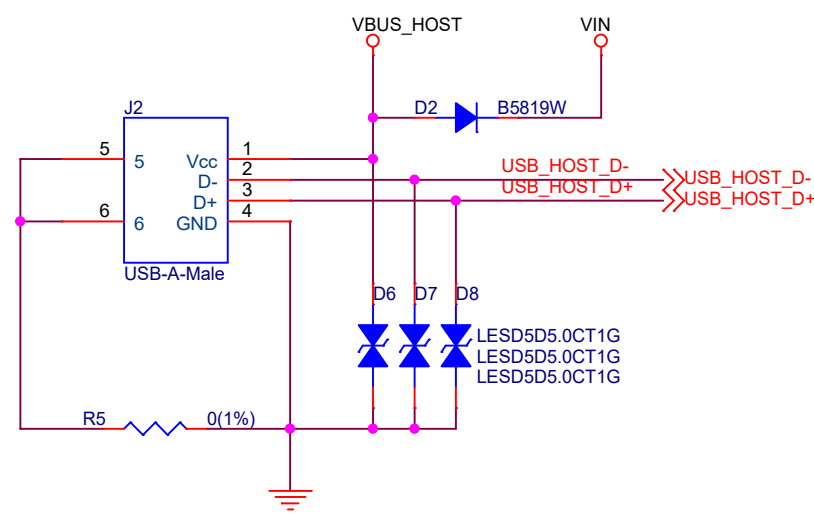 VBUS_HOST
VIN
J2
D2
B5819W
5
5
Vcc
1
D-
2
USB_HOST_D-
USB_HOST_D-
D+
3
USB_HOST_D+
USB_HOST_D+
6
6
GND
4
USB-A-Male
D6
D7
D8
LESD5D5.0CT1G
LESD5D5.0CT1G
LESD5D5.0CT1G
R5
0(1%)